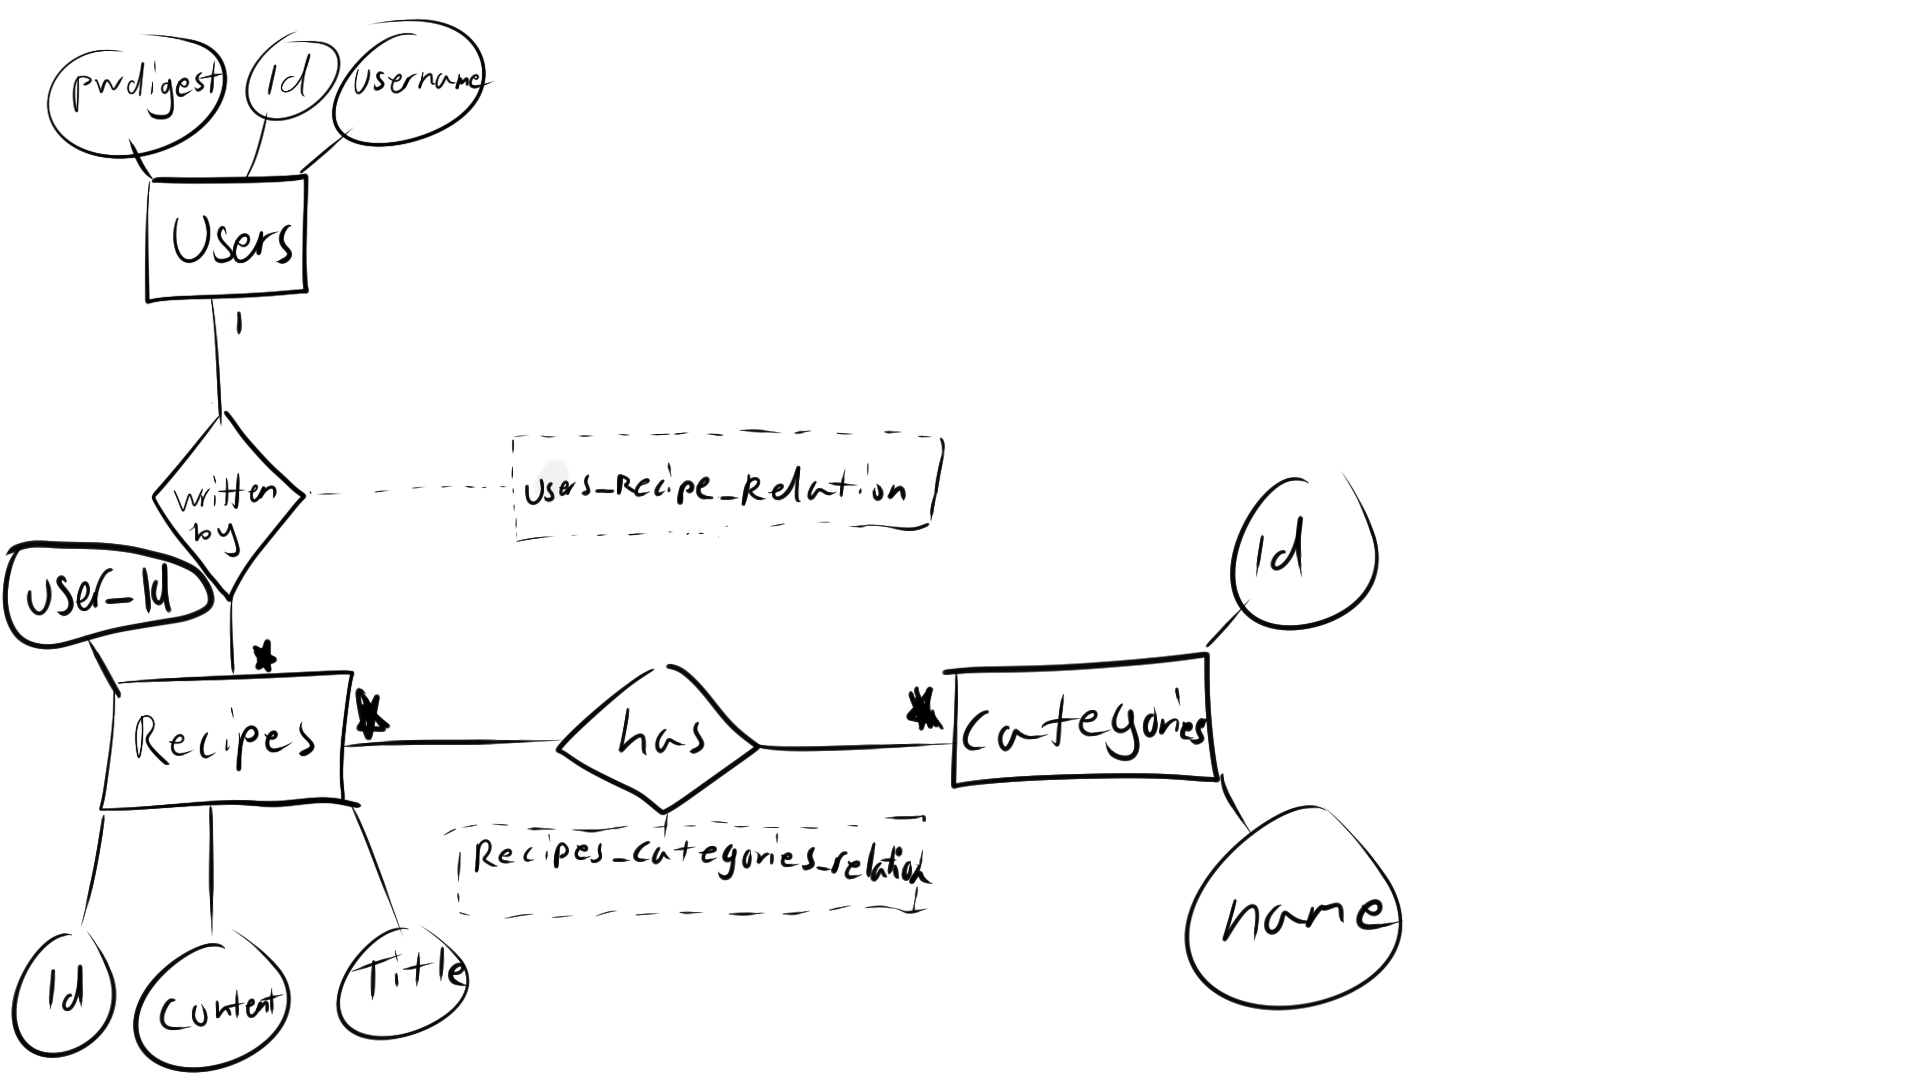 pwdigest
Id
username
Users
1
written
by
Users_Recipe_Relation
user_Id
*
Recipes
*
has
*
Categories
Id
name
Recipes_Categories_relation
Id
Content
Title